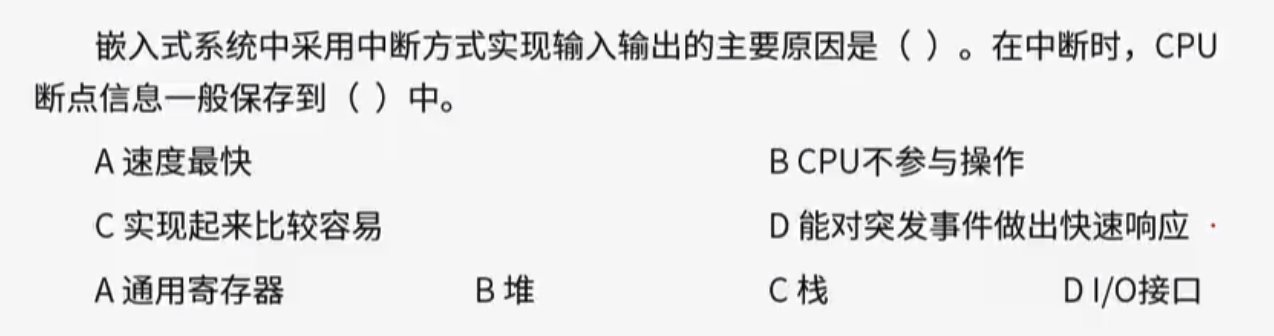 嵌入式系统中采用中断方式实现输入输出的主要原因是（ ）。在中断时，CPU
断点信息一般保存到（ ）中。
A 速度最快 B CPU不参与操作
C 实现起来比较容易 D 能对突发事件做出快速响应
A 通用寄存器 B 堆 C 栈 D I/O接口